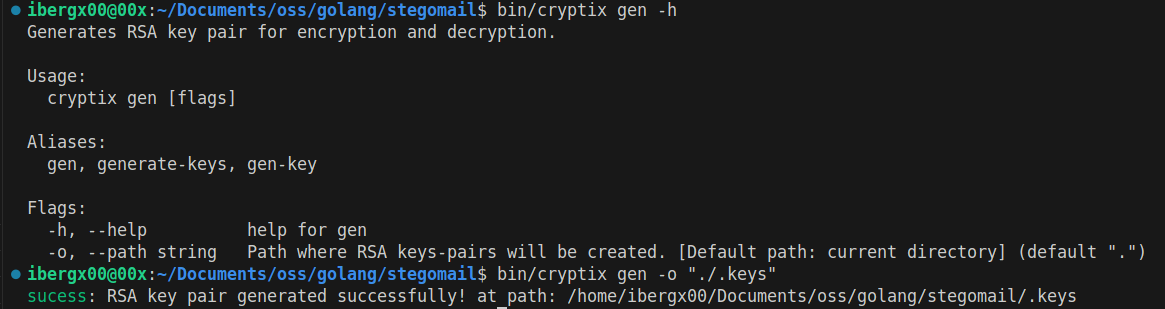 ibergx00@00x:~/Documents/oss/golang/stegomail$ bin/cryptix gen -h
Generates RSA key pair for encryption and decryption.
Usage:
cryptix gen [flags]
Aliases:
gen, generate-keys, gen-key
Flags:
-h, --help help for gen
-o, --path string Path where RSA keys-pairs will be created. [Default path: current directory] (default ".")
ibergx00@00x:~/Documents/oss/golang/stegomail$ bin/cryptix gen -o "./.keys"
sucess: RSA key pair generated successfully! at path: /home/ibergx00/Documents/oss/golang/stegomail/.keys